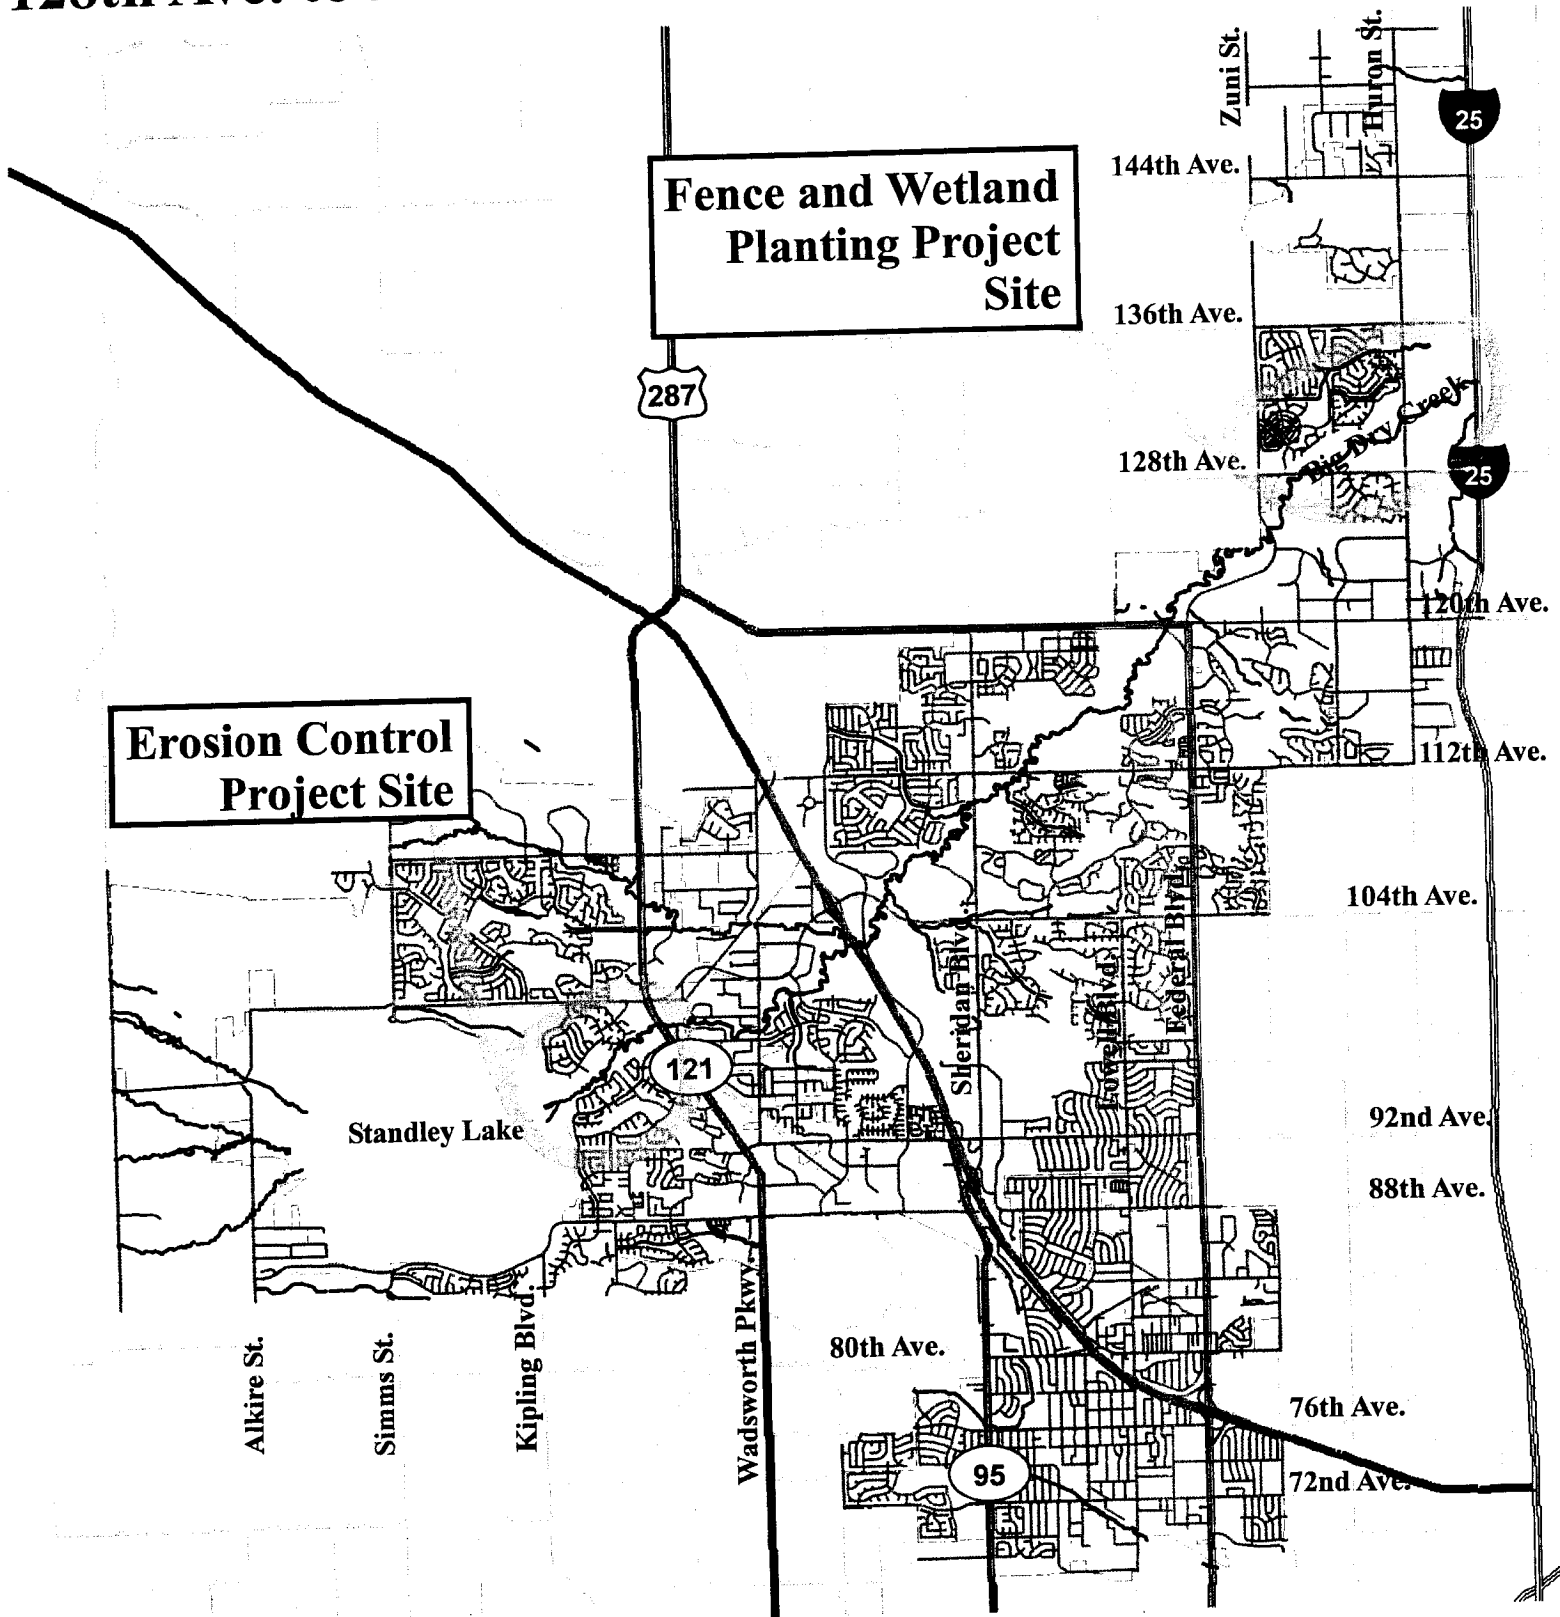 Zuni St.
Huron St.
25
144th Ave.
Fence and Wetland
Planting Project
Site
136th Ave.
287
Big Dry Creek
128th Ave.
25
120th Ave.
Erosion Control
Project Site
112th Ave.
104th Ave.
Sheridan Blvd.
Lowell Blvd.
Federal Blvd.
121
Standley Lake
92nd Ave.
88th Ave.
Alkire St.
Simms St.
Kipling Blvd.
Wadsworth Pkwy.
80th Ave.
76th Ave.
95
72nd Ave.